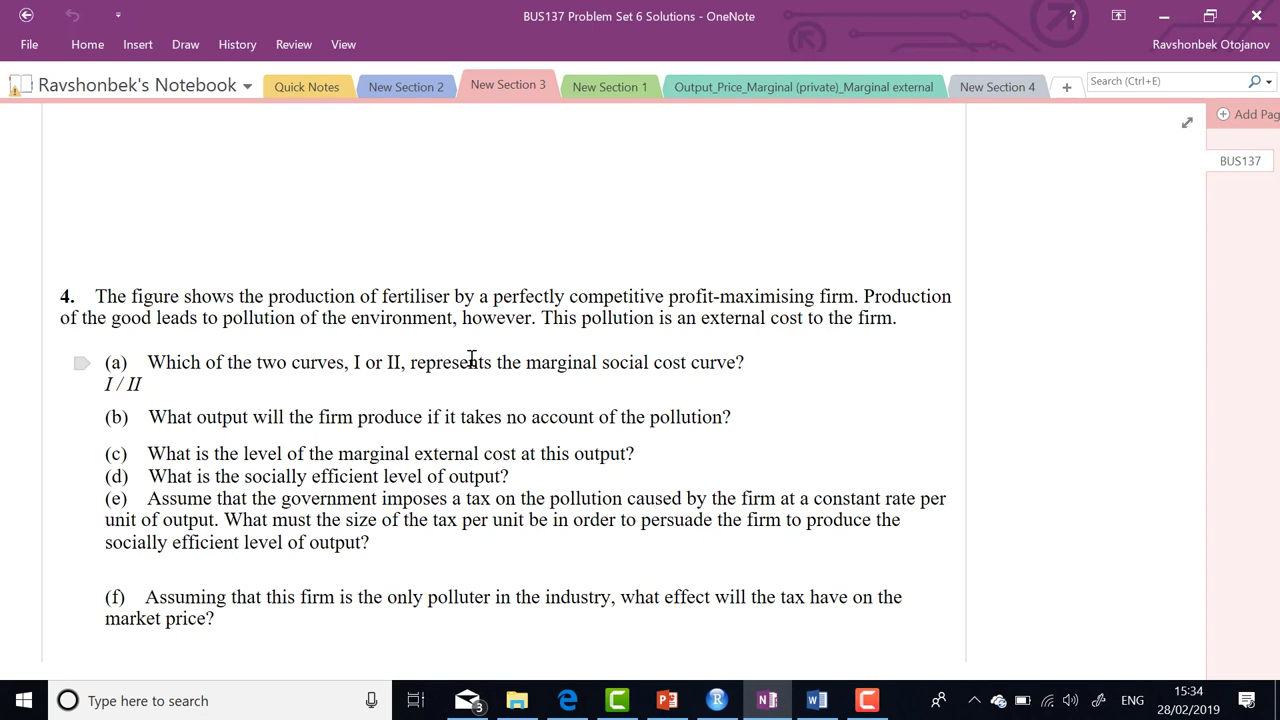 BUS137 Problem Set 6 Solutions - OneNote
?
File Home Insert Draw History Review View
Ravshonbek Otojanov
Ravshonbek's Notebook
Quick Notes
New Section 2
New Section 3
New Section 1
Output_Price_Marginal (private)_Marginal external
New Section 4
+
Search (Ctrl+E)
Add Pag
BUS137
4. The figure shows the production of fertiliser by a perfectly competitive profit-maximising firm. Production
of the good leads to pollution of the environment, however. This pollution is an external cost to the firm.
(a) Which of the two curves, I or II, represents the marginal social cost curve?
I / II
(b) What output will the firm produce if it takes no account of the pollution?
(c) What is the level of the marginal external cost at this output?
(d) What is the socially efficient level of output?
(e) Assume that the government imposes a tax on the pollution caused by the firm at a constant rate per
unit of output. What must the size of the tax per unit be in order to persuade the firm to produce the
socially efficient level of output?
(f) Assuming that this firm is the only polluter in the industry, what effect will the tax have on the
market price?
Type here to search
3
ENG
15:34
28/02/2019